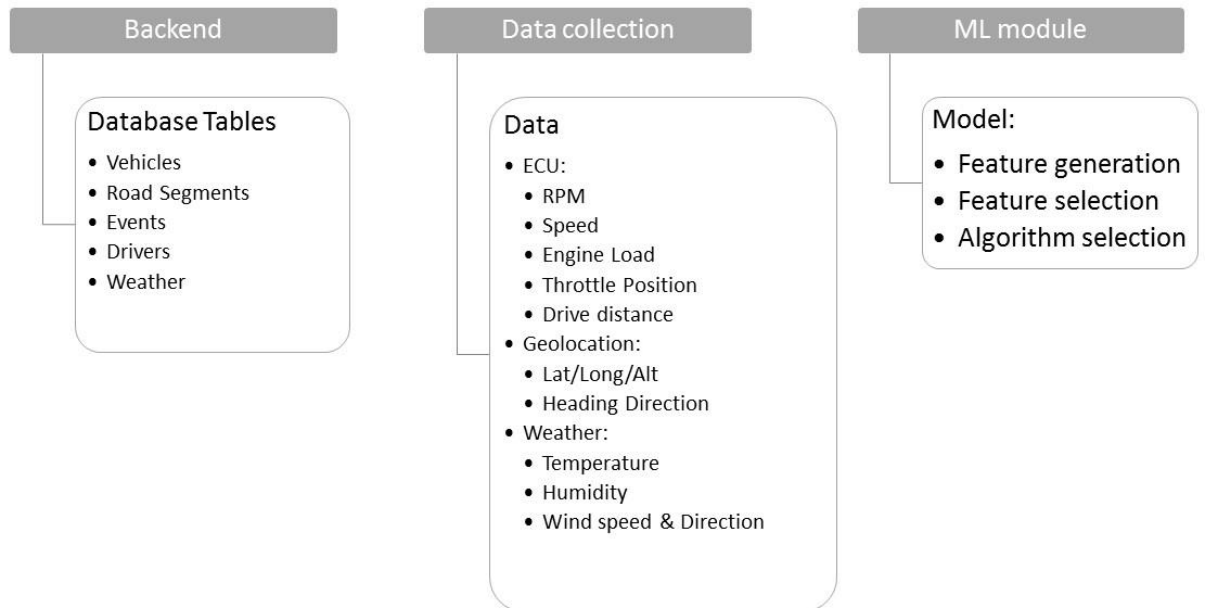 Backend
Database Tables
• Vehicles
• Road Segments
• Events
• Drivers
• Weather
Data collection
Data
• ECU:
• RPM
• Speed
• Engine Load
• Throttle Position
• Drive distance
• Geolocation:
• Lat/Long/Alt
• Heading Direction
• Weather:
• Temperature
• Humidity
• Wind speed & Direction
ML module
Model:
• Feature generation
• Feature selection
• Algorithm selection